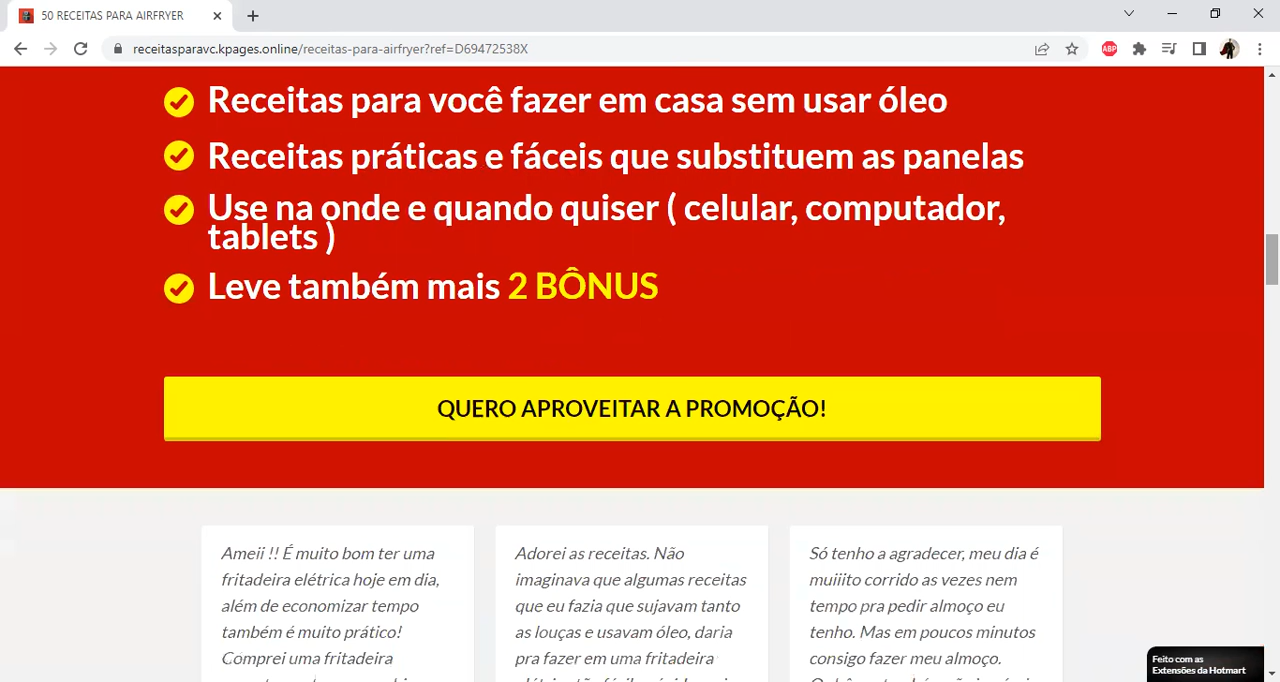 50 RECEITAS PARA AIRFRYER
receitasparavc.kpages.online/receitas-para-airfryer?ref=D69472538X
ABP
Receitas para você fazer em casa sem usar óleo
Receitas práticas e fáceis que substituem as panelas
Use na onde e quando quiser ( celular, computador,
tablets )
Leve também mais 2 BÔNUS
QUERO APROVEITAR A PROMOÇÃO!
Ameii !! É muito bom ter uma
fritadeira elétrica hoje em dia,
além de economizar tempo
também é muito prático!
Comprei uma fritadeira
Adorei as receitas. Não
imaginava que algumas receitas
que eu fazia que sujavam tanto
as louças e usavam óleo, daria
pra fazer em uma fritadeira
Só tenho a agradecer, meu dia é
muiiito corrido as vezes nem
tempo pra pedir almoço eu
tenho. Mas em poucos minutos
consigo fazer meu almoço.
Feito com as
Extensões da Hotmart